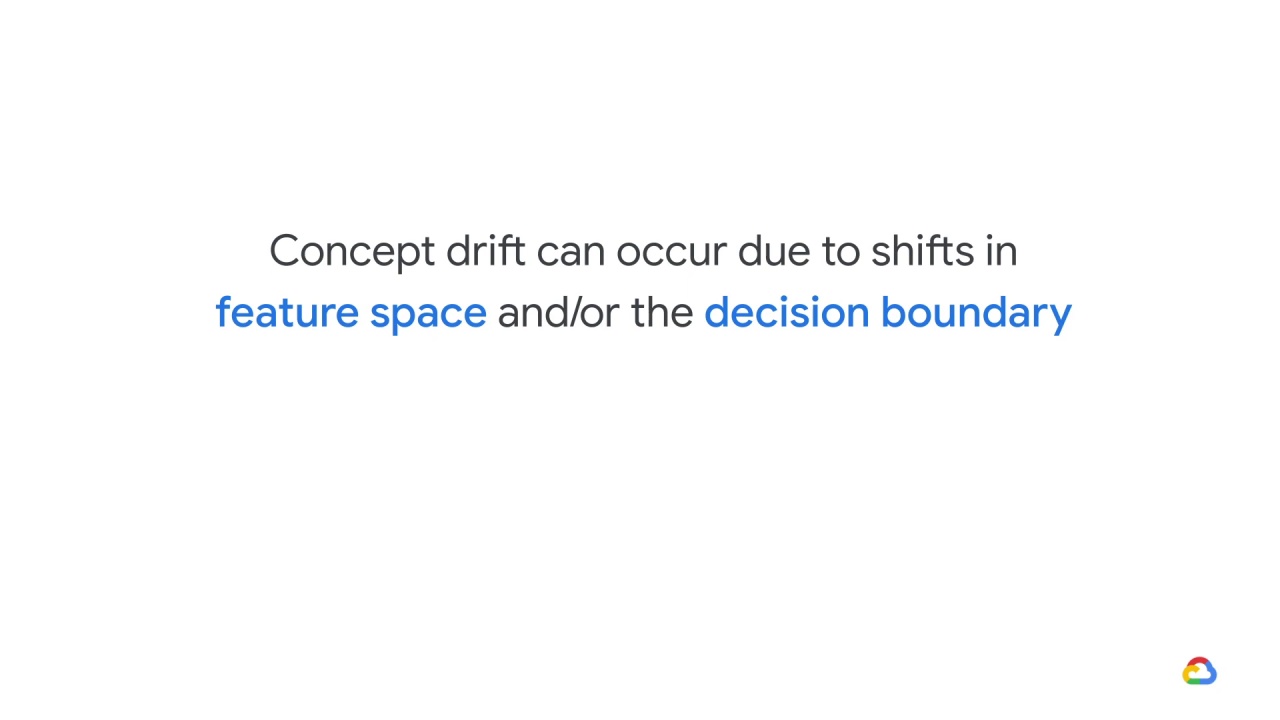 Concept drift can occur due to shifts in
feature space and/or the decision boundary